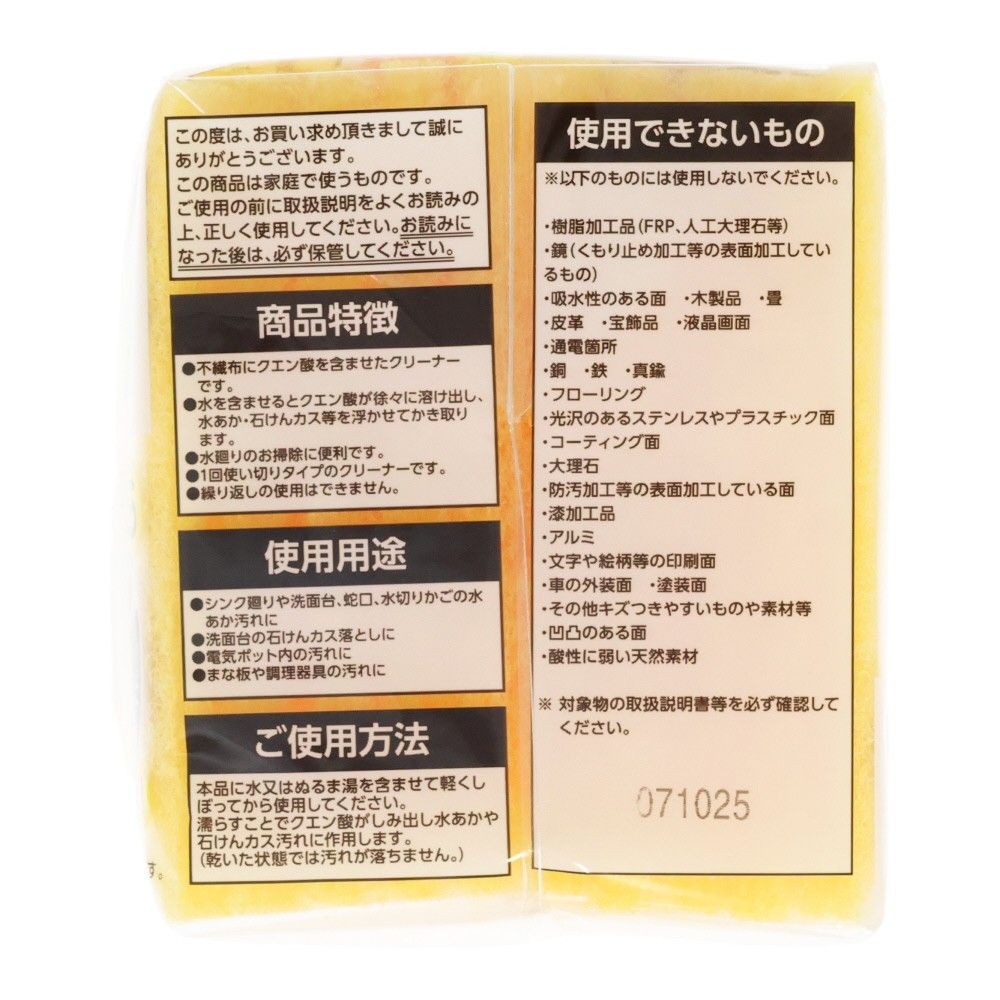 この度は、お買い求め頂きまして誠に
ありがとうございます。
この商品は家庭で使うものです。
ご使用の前に取扱説明をよくお読みの
上、正しく使用してください。お読みに
なった後は、必ず保管してください。
商品特徴
●不織布にクエン酸を含ませたクリーナー
です。
●水を含ませるとクエン酸が徐々に溶け出し、
水あか・石けんカス等を浮かせてかき取り
ます。
●水廻りのお掃除に便利です。
●1回使い切りタイプのクリーナーです。
●繰り返しの使用はできません。
使用用途
●シンク廻りや洗面台、蛇口、水切りかごの水
あか汚れに
●洗面台の石けんカス落としに
●電気ポット内の汚れに
●まな板や調理器具の汚れに
ご使用方法
本品に水又はぬるま湯を含ませて軽くし
ぼってから使用してください。
濡らすことでクエン酸がしみ出し水あかや
石けんカス汚れに作用します。
(乾いた状態では汚れが落ちません。)
す。
使用できないもの
※以下のものには使用しないでください。
・樹脂加工品(FRP、人工大理石等)
・鏡(くもり止め加工等の表面加工してい
るもの)
・吸水性のある面 ・木製品 ・畳
・皮革 ・宝飾品 ・液晶画面
・通電箇所
・銅 ・鉄 ・真鍮
・フローリング
・光沢のあるステンレスやプラスチック面
・コーティング面
・大理石
・防汚加工等の表面加工している面
・漆加工品
・アルミ
・文字や絵柄等の印刷面
・車の外装面 ・塗装面
・その他キズつきやすいものや素材等
・凹凸のある面
・酸性に弱い天然素材
※ 対象物の取扱説明書等を必ず確認して
ください。
071025